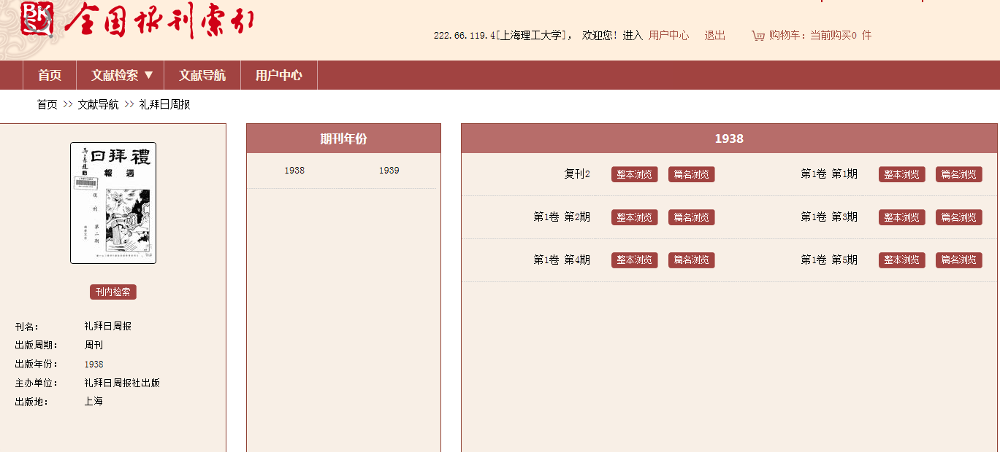 BKSY
全国报刊索引
222.66.119.4[上海理工大学]， 欢迎您！进入 用户中心 退出 购物车：当前购买0 件
首页 文献检索 ▼ 文献导航 用户中心
首页 >> 文献导航 >> 礼拜日周报
禮拜日
週報
復刊
第二期
刊内检索
刊名： 礼拜日周报
出版周期： 周刊
出版年份： 1938
主办单位： 礼拜日周报社出版
出版地： 上海
期刊年份
1938 1939
1938
复刊2 整本浏览 篇名浏览 第1卷 第1期 整本浏览 篇名浏览
第1卷 第2期 整本浏览 篇名浏览 第1卷 第3期 整本浏览 篇名浏览
第1卷 第4期 整本浏览 篇名浏览 第1卷 第5期 整本浏览 篇名浏览